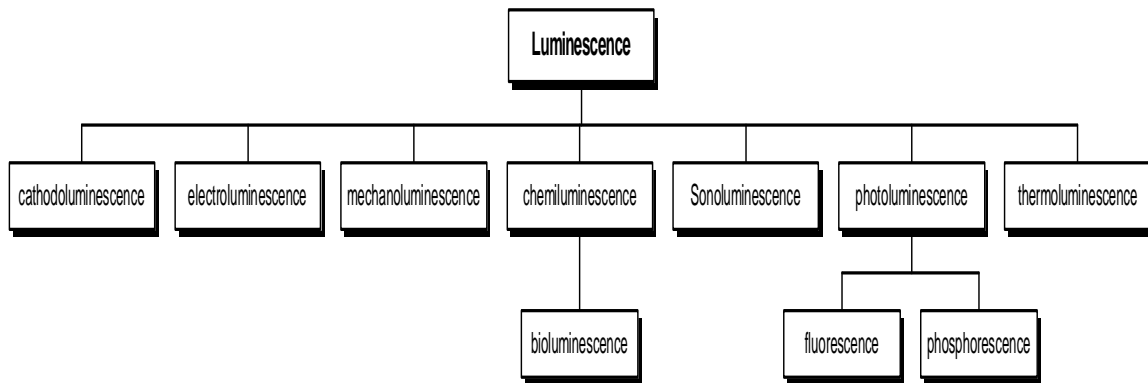 Luminescence
cathodoluminescence
electroluminescence
mechanoluminescence
chemiluminescence
Sonoluminescence
photoluminescence
thermoluminescence
bioluminescence
fluorescence
phosphorescence